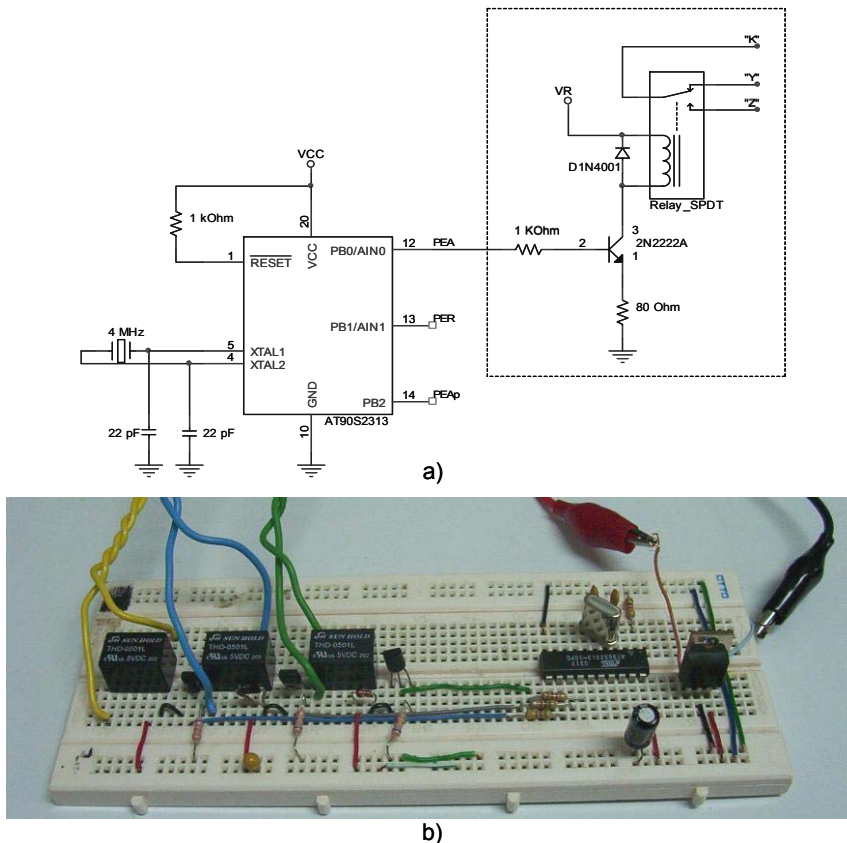 "K"
"Y"
"Z"
VR
D1N4001
Relay_SPDT
VCC
1 kOhm
20
VCC
1
RESET
PB0/AIN0
12
PEA
1 KOhm
2
3
2N2222A
1
80 Ohm
PB1/AIN1
13
PER
4 MHz
5
XTAL1
4
XTAL2
GND
PB2
14
PEAp
10
AT90S2313
22 pF
22 pF
a)
SUN HOLD
THD-0501L
5VDC
SUN HOLD
THD-0501L
5VDC
SUN HOLD
THD-0501L
5VDC
b)